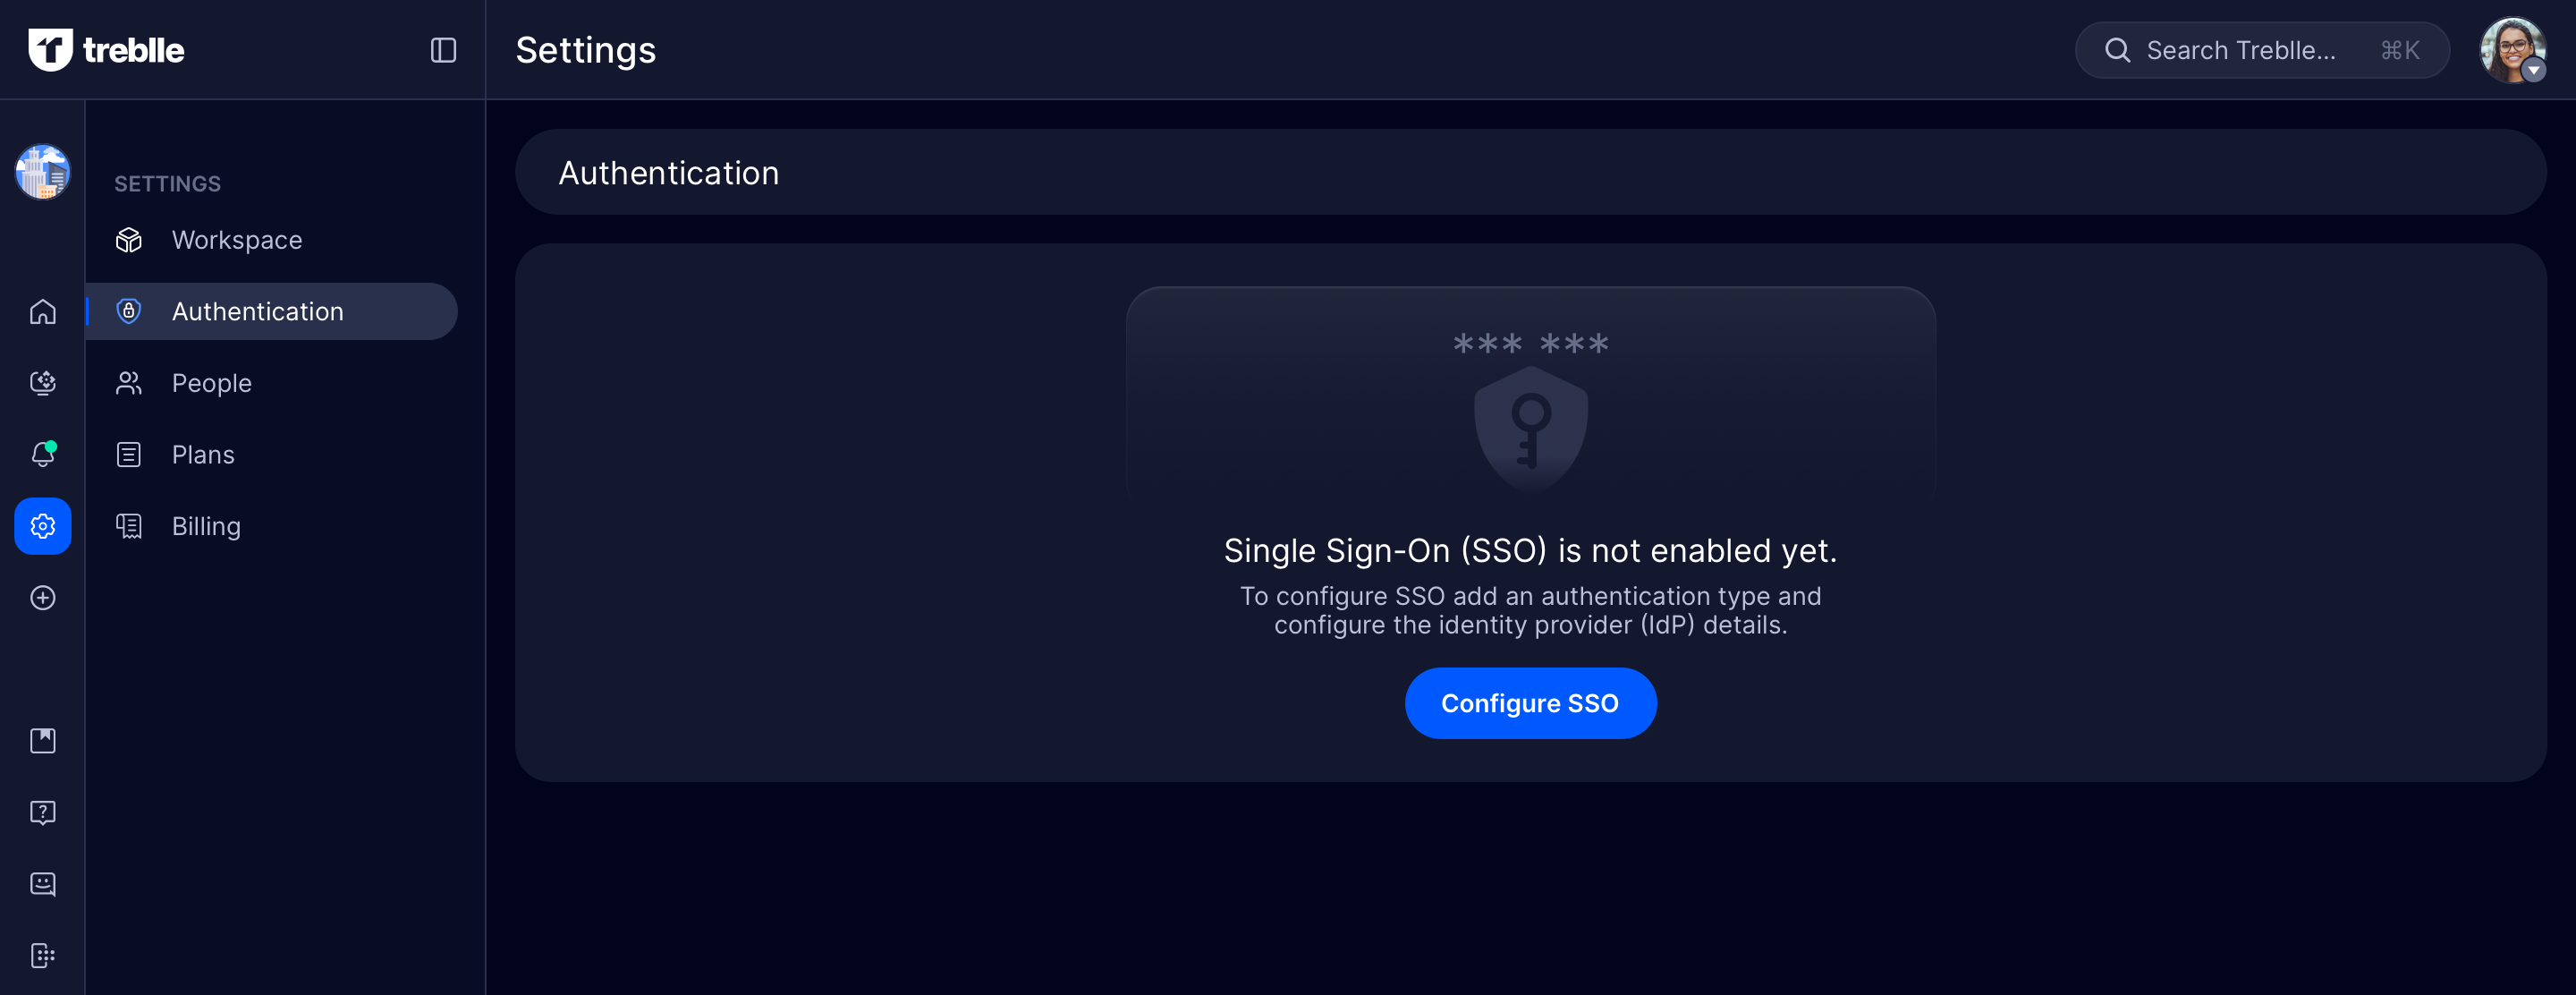 treblle
Settings
Search Treblle...
⌘K
SETTINGS
Workspace
Authentication
People
Plans
Billing
Authentication
*** ***
Single Sign-On (SSO) is not enabled yet.
To configure SSO add an authentication type and
configure the identity provider (IdP) details.
Configure SSO